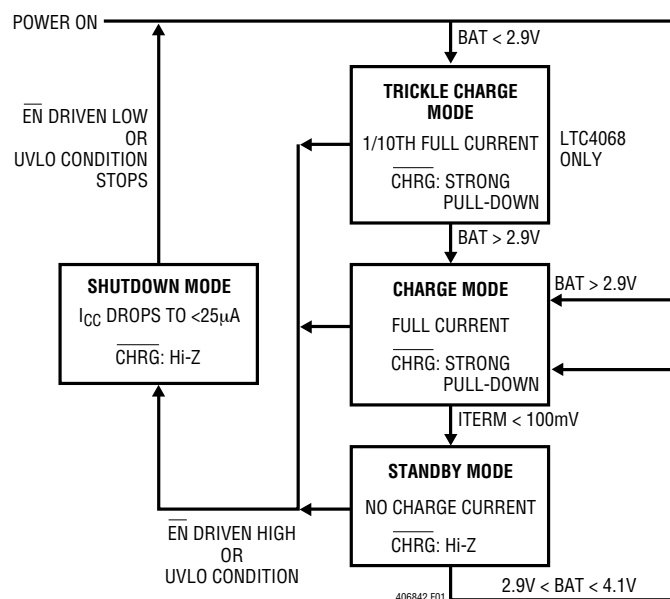 POWER ON
BAT < 2.9V
TRICKLE CHARGE
MODE
1/10TH FULL CURRENT
CHRG: STRONG
PULL-DOWN
LTC4068
ONLY
EN DRIVEN LOW
OR
UVLO CONDITION
STOPS
BAT > 2.9V
SHUTDOWN MODE
ICC DROPS TO <25µA
CHRG: Hi-Z
CHARGE MODE
FULL CURRENT
CHRG: STRONG
PULL-DOWN
BAT > 2.9V
ITERM < 100mV
STANDBY MODE
NO CHARGE CURRENT
CHRG: Hi-Z
EN DRIVEN HIGH
OR
UVLO CONDITION
406842 F01
2.9V < BAT < 4.1V